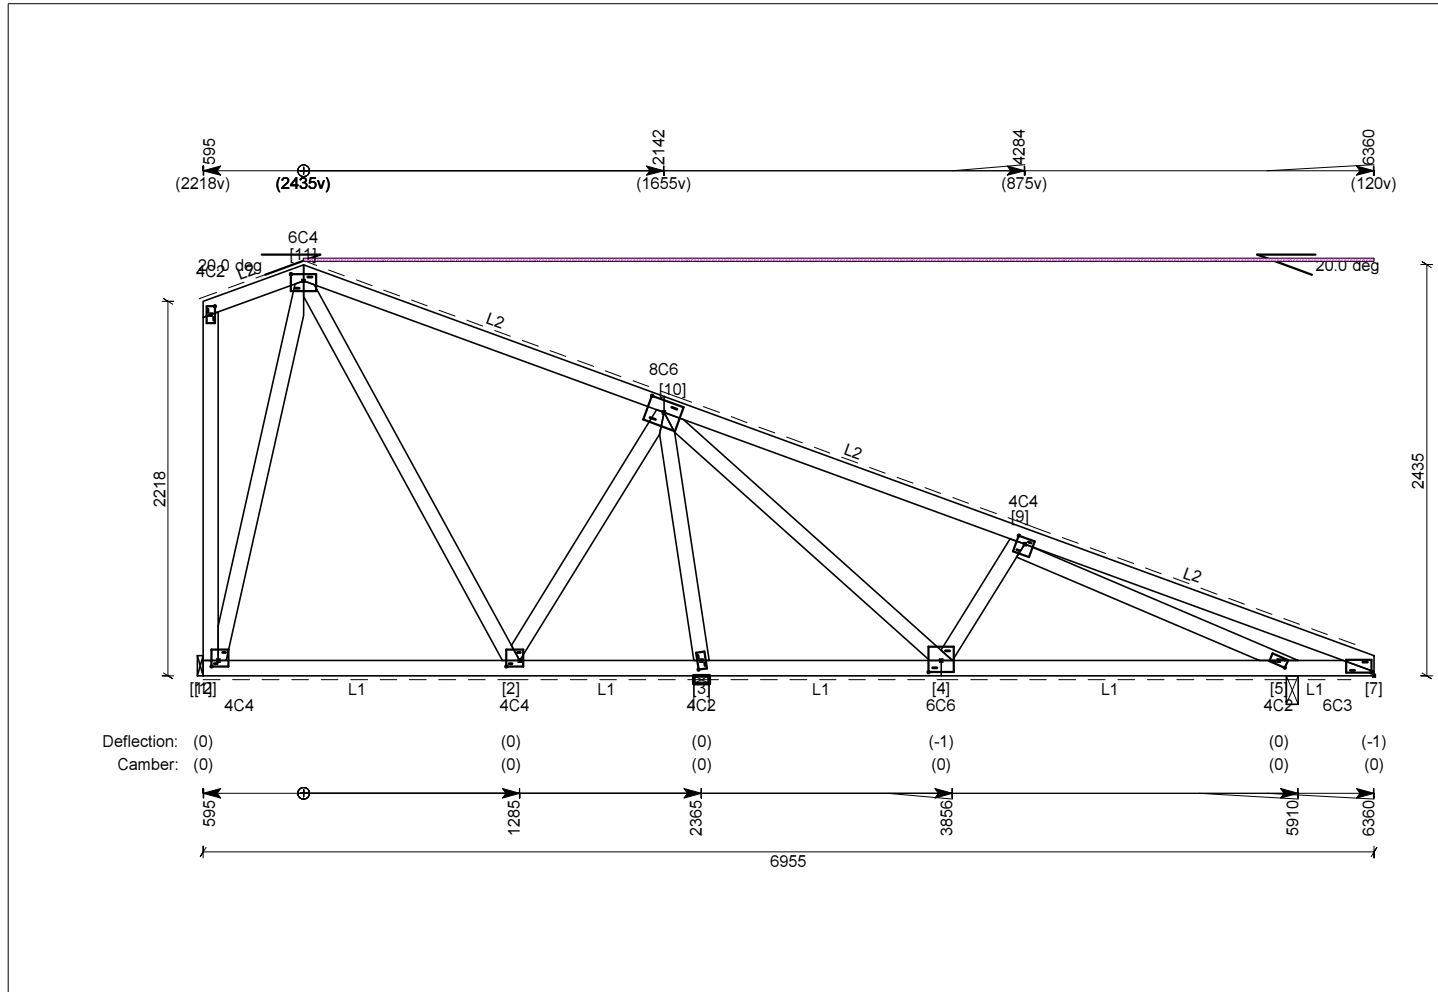 595
2142
4284
6360
(2218v)
(2435v)
(1655v)
(875v)
(120v)
6C4
[11]
20.0 deg
4C2
L2
20.0 deg
L2
8C6
[10]
L2
4C4
[9]
2218
2435
L2
L1
[2]
L1
[3]
L1
[4]
L1
[5]
L1
[7]
4C4
4C4
4C2
6C6
4C2
6C3
Deflection: (0) (0) (0) (-1) (0) (-1)
Camber: (0) (0) (0) (0) (0) (0)
595
1285
2365
3856
5910
6360
6955